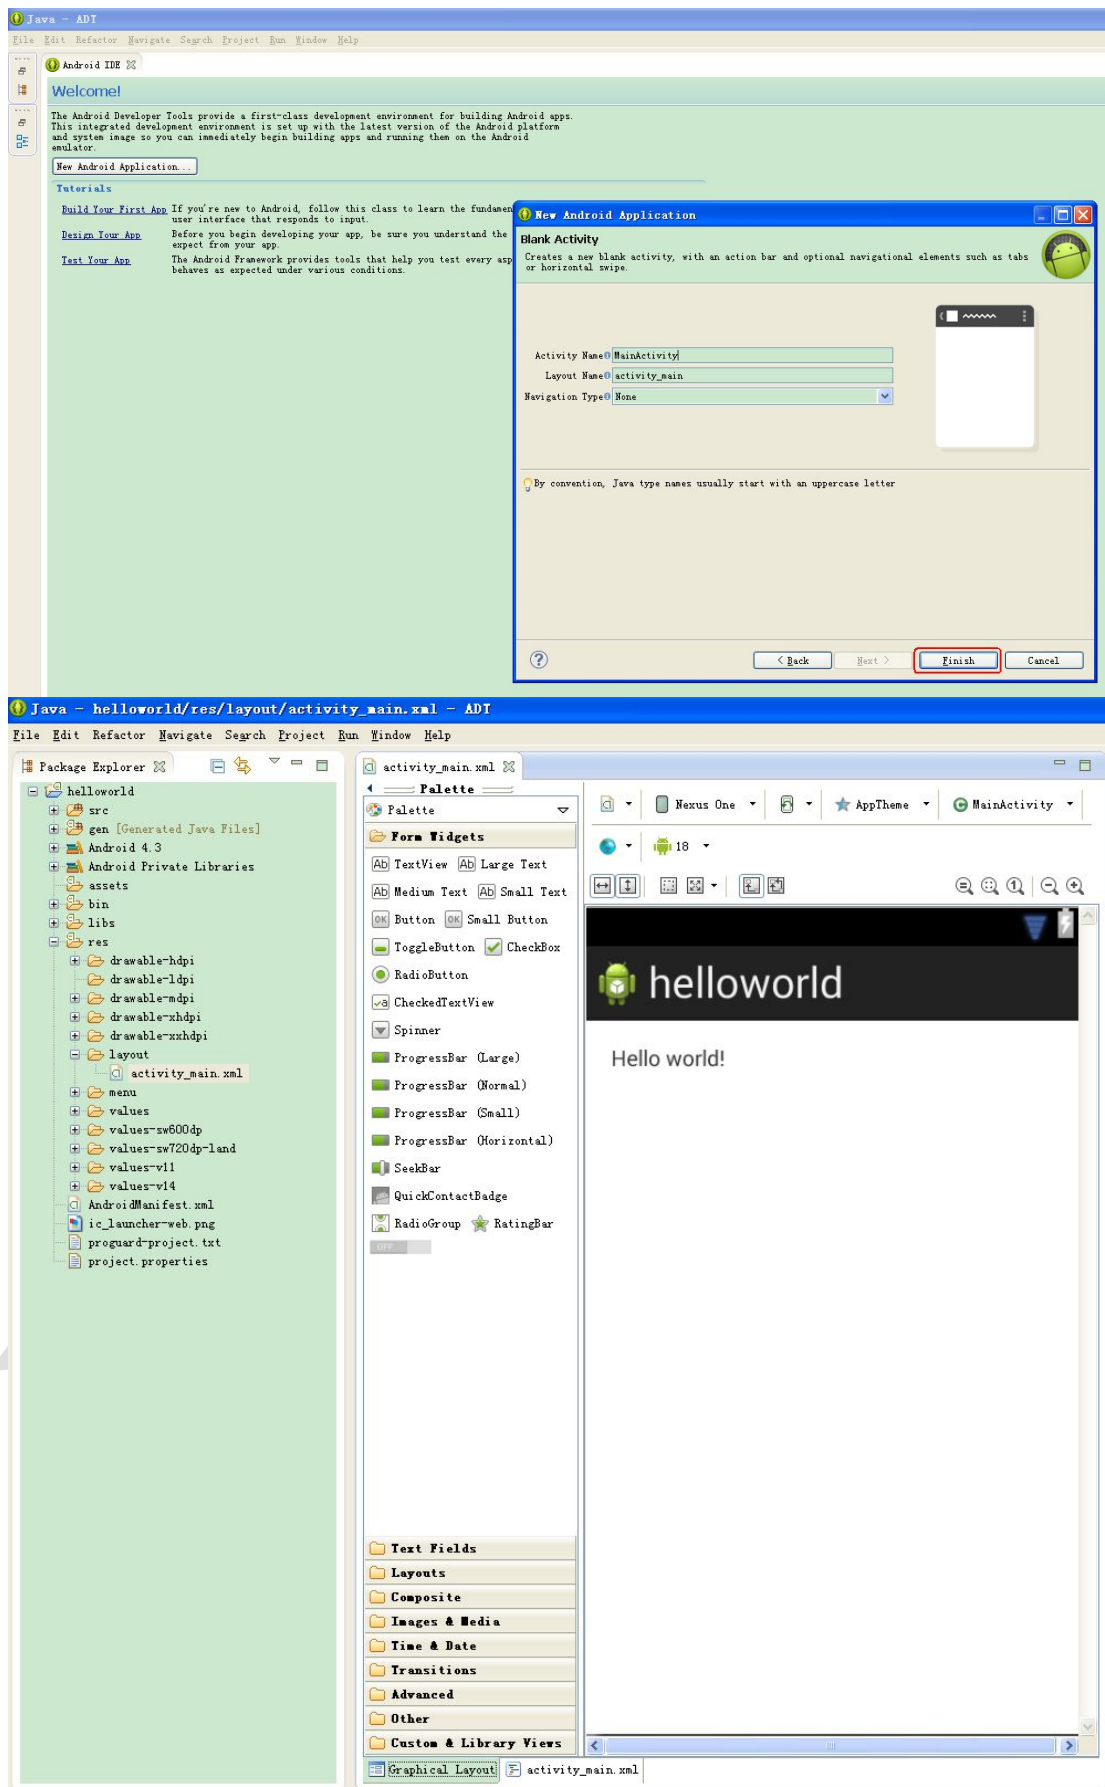 Java - ADT
File Edit Refactor Navigate Search Project Run Window Help
Android IDE
Welcome!
The Android Developer Tools provide a first-class development environment for building Android apps.
This integrated development environment is set up with the latest version of the Android platform
and system image so you can immediately begin building apps and running them on the Android
emulator.
New Android Application...
Tutorials
Build Your First App If you're new to Android, follow this class to learn the fundamen
user interface that responds to input.
Design Your App Before you begin developing your app, be sure you understand the
expect from your app.
Test Your App The Android Framework provides tools that help you test every asp
behaves as expected under various conditions.
New Android Application
Blank Activity
Creates a new blank activity, with an action bar and optional navigational elements such as tabs
or horizontal swipe.
Activity Name MainActivity
Layout Name activity_main
Navigation Type None
By convention, Java type names usually start with an uppercase letter
< Back Next > Finish Cancel
Java - helloworld/res/layout/activity_main.xml - ADT
File Edit Refactor Navigate Search Project Run Window Help
Package Explorer
helloworld
src
gen [Generated Java Files]
Android 4.3
Android Private Libraries
assets
bin
libs
res
drawable-hdpi
drawable-ldpi
drawable-mdpi
drawable-xhdpi
drawable-xxhdpi
layout
activity_main.xml
menu
values
values-sw600dp
values-sw720dp-land
values-v11
values-v14
AndroidManifest.xml
ic_launcher-web.png
proguard-project.txt
project.properties
activity_main.xml
Palette
Palette
Form Widgets
Ab TextView Ab Large Text
Ab Medium Text Ab Small Text
OK Button OK Small Button
ToggleButton CheckBox
RadioButton
CheckedTextView
Spinner
ProgressBar (Large)
ProgressBar (Normal)
ProgressBar (Small)
ProgressBar (Horizontal)
SeekBar
QuickContactBadge
RadioGroup RatingBar
OFF
Text Fields
Layouts
Composite
Images & Media
Time & Date
Transitions
Advanced
Other
Custom & Library Views
Nexus One AppTheme MainActivity
18
helloworld
Hello world!
Graphical Layout activity_main.xml